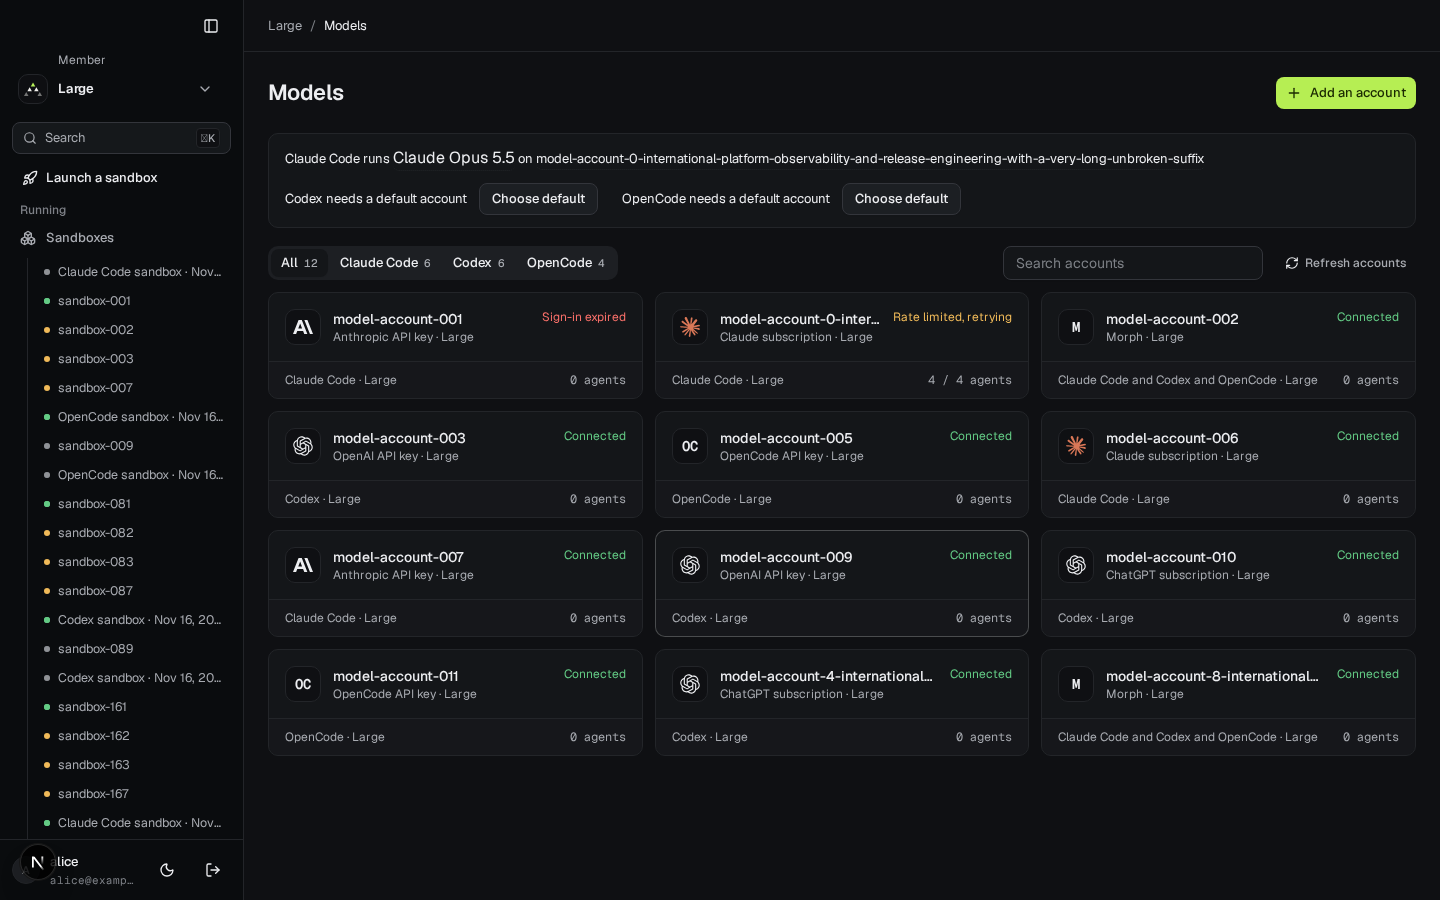 Member
Large
Search
K
Launch a sandbox
Running
Sandboxes
Claude Code sandbox · Nov…
sandbox-001
sandbox-002
sandbox-003
sandbox-007
OpenCode sandbox · Nov 16…
sandbox-009
OpenCode sandbox · Nov 16…
sandbox-081
sandbox-082
sandbox-083
sandbox-087
Codex sandbox · Nov 16, 20…
sandbox-089
Codex sandbox · Nov 16, 20…
sandbox-161
sandbox-162
sandbox-163
sandbox-167
Claude Code sandbox · Nov…
N
alice
alice@examp…
Large / Models
Models
Add an account
Claude Code runs Claude Opus 5.5 on model-account-0-international-platform-observability-and-release-engineering-with-a-very-long-unbroken-suffix
Codex needs a default account Choose default OpenCode needs a default account Choose default
All 12 Claude Code 6 Codex 6 OpenCode 4
Search accounts
Refresh accounts
model-account-001 Sign-in expired
Anthropic API key · Large
Claude Code · Large 0 agents
model-account-0-inter… Rate limited, retrying
Claude subscription · Large
Claude Code · Large 4 / 4 agents
M
model-account-002 Connected
Morph · Large
Claude Code and Codex and OpenCode · Large 0 agents
model-account-003 Connected
OpenAI API key · Large
Codex · Large 0 agents
OC
model-account-005 Connected
OpenCode API key · Large
OpenCode · Large 0 agents
model-account-006 Connected
Claude subscription · Large
Claude Code · Large 0 agents
model-account-007 Connected
Anthropic API key · Large
Claude Code · Large 0 agents
model-account-009 Connected
OpenAI API key · Large
Codex · Large 0 agents
model-account-010 Connected
ChatGPT subscription · Large
Codex · Large 0 agents
OC
model-account-011 Connected
OpenCode API key · Large
OpenCode · Large 0 agents
model-account-4-international… Connected
ChatGPT subscription · Large
Codex · Large 0 agents
M
model-account-8-international… Connected
Morph · Large
Claude Code and Codex and OpenCode · Large 0 agents